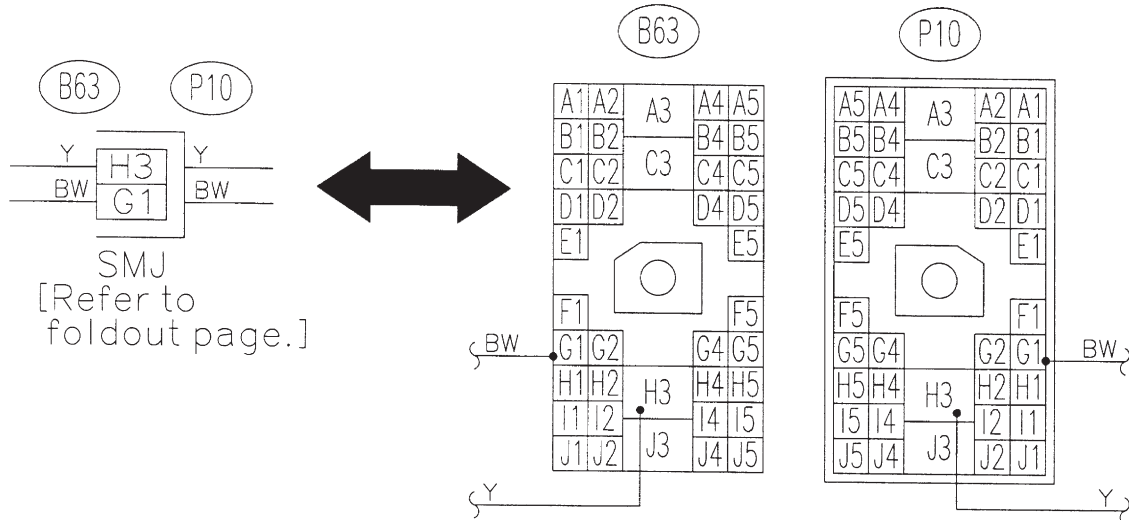 B63 P10
Y H3 Y
BW G1 BW
SMJ
[Refer to
foldout page.]
B63
A1 A2 A3 A4 A5
B1 B2 B4 B5
C1 C2 C3 C4 C5
D1 D2 D4 D5
E1 E5
F1 F5
BW G1 G2 G4 G5
H1 H2 H3 H4 H5
I1 I2 I4 I5
J1 J2 J3 J4 J5
Y
P10
A5 A4 A3 A2 A1
B5 B4 B2 B1
C5 C4 C3 C2 C1
D5 D4 D2 D1
E5 E1
F5 F1
G5 G4 G2 G1 BW
H5 H4 H3 H2 H1
I5 I4 I2 I1
J5 J4 J3 J2 J1
Y